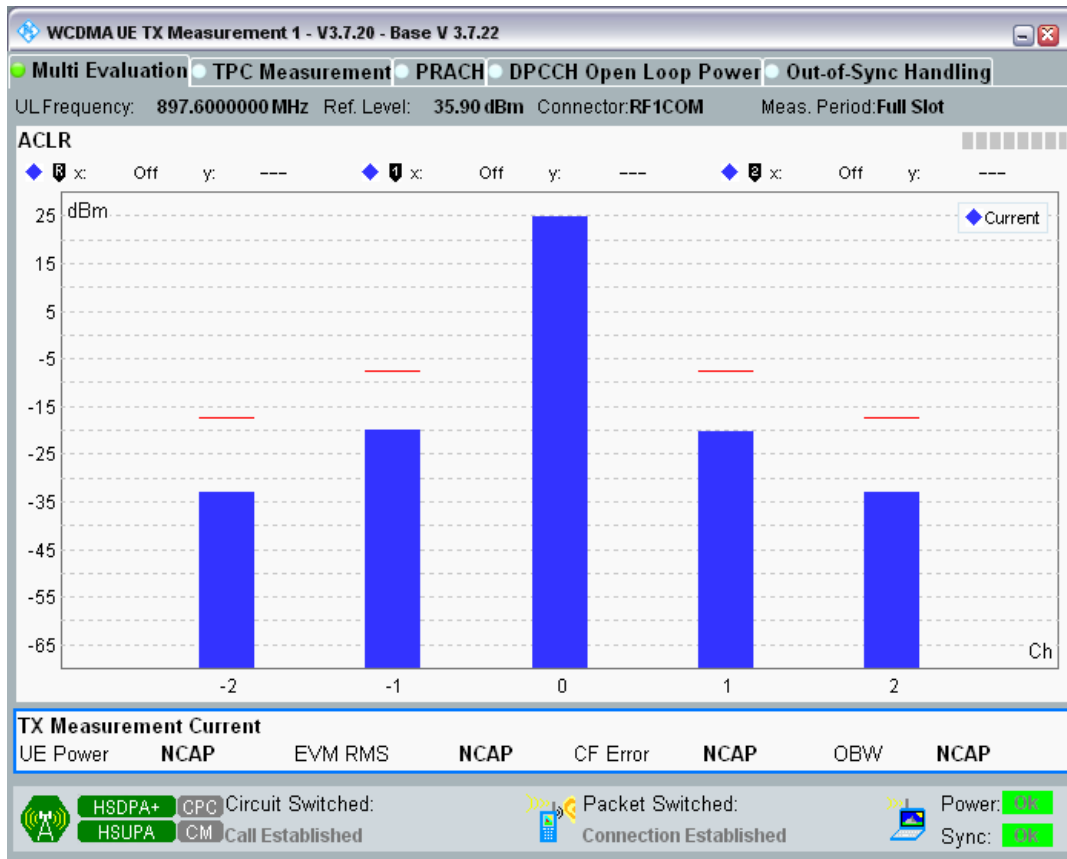 WCDMA UE TX Measurement 1 - V3.7.20 - Base V 3.7.22
Multi Evaluation TPC Measurement PRACH DPCCH Open Loop Power Out-of-Sync Handling
UL Frequency: 897.6000000 MHz Ref. Level: 35.90 dBm Connector:RF1COM Meas. Period:Full Slot
ACLR
R x: Off y: --- 1 x: Off y: --- 2 x: Off y: ---
dBm
Current
25
15
5
-5
-15
-25
-35
-45
-55
-65
Ch
-2 -1 0 1 2
TX Measurement Current
UE Power NCAP EVM RMS NCAP CF Error NCAP OBW NCAP
HSDPA+ CPC Circuit Switched: Packet Switched: Power: Ok
HSUPA CM Call Established Connection Established Sync: Ok